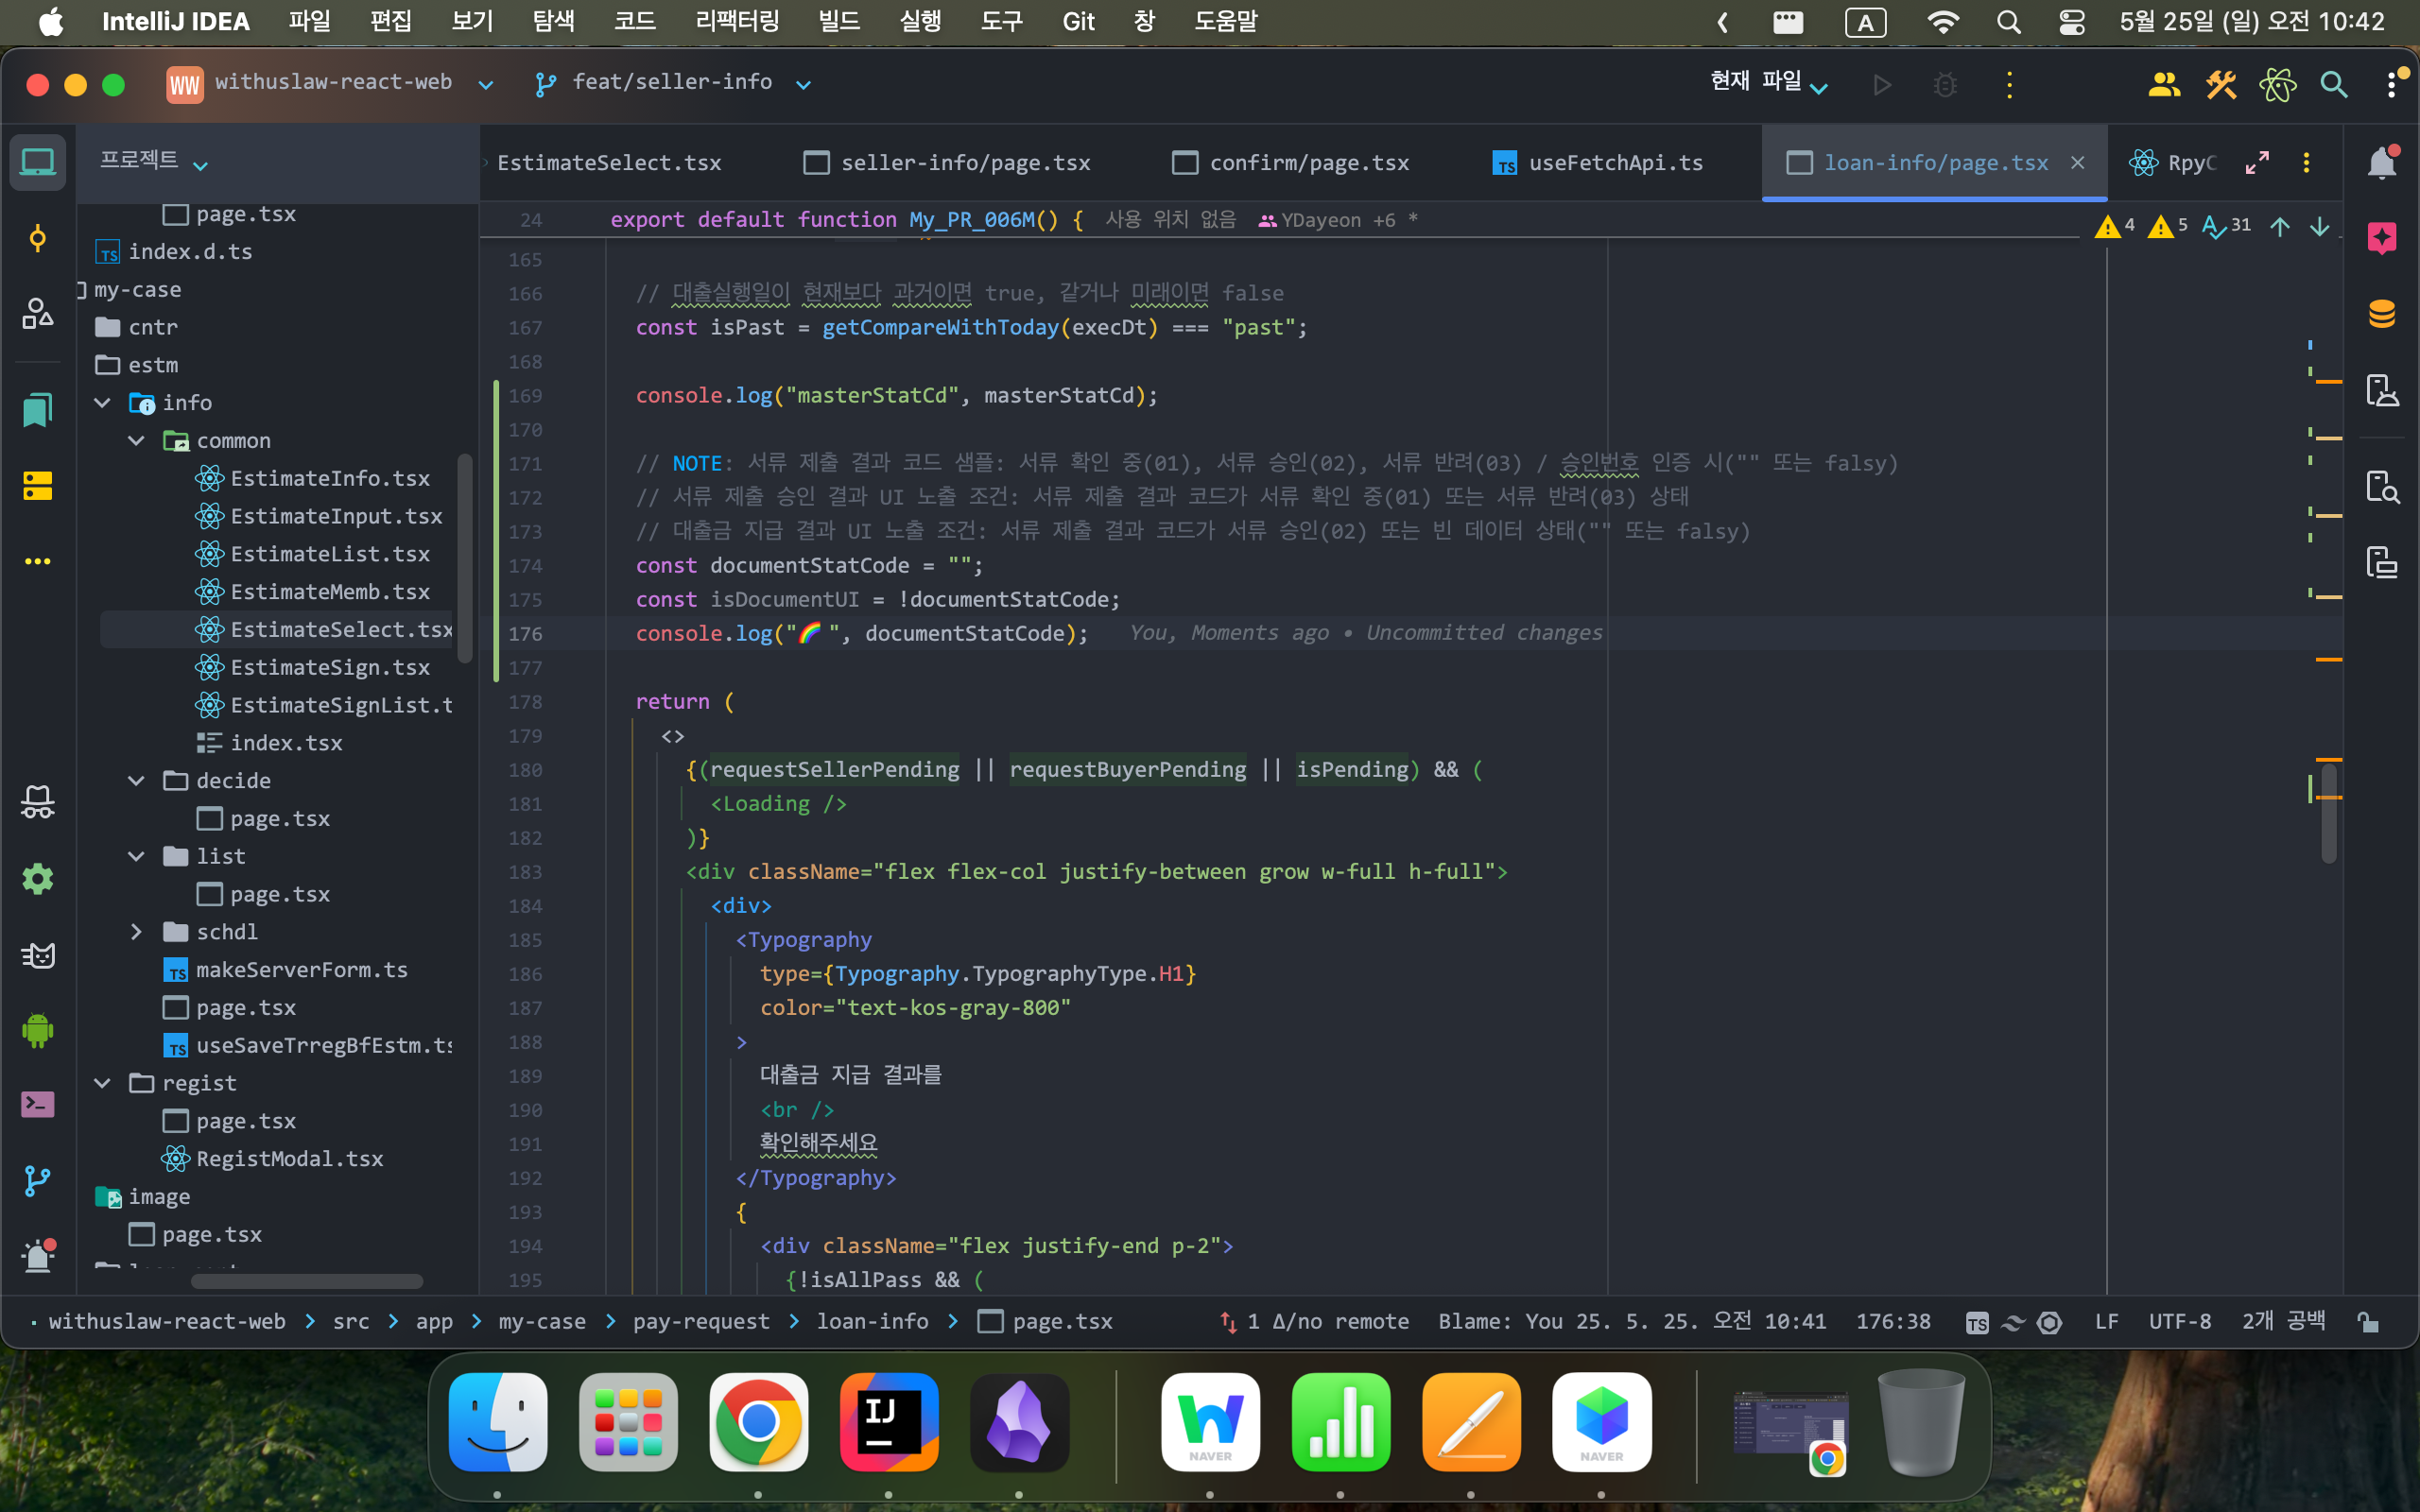 IntelliJ IDEA 파일 편집 보기 탐색 코드 리팩터링 빌드 실행 도구 Git 창 도움말 A 5월 25일 (일) 오전 10:42
WW withuslaw-react-web feat/seller-info 현재 파일
프로젝트
EstimateSelect.tsx seller-info/page.tsx confirm/page.tsx TS useFetchApi.ts loan-info/page.tsx RpyC
page.tsx
TS index.d.ts
my-case
cntr
estm
info
common
EstimateInfo.tsx
EstimateInput.tsx
EstimateList.tsx
EstimateMemb.tsx
EstimateSelect.tsx
EstimateSign.tsx
EstimateSignList.t
index.tsx
decide
page.tsx
list
page.tsx
schdl
TS makeServerForm.ts
page.tsx
TS useSaveTrregBfEstm.ts
regist
page.tsx
RegistModal.tsx
image
page.tsx
24 export default function My_PR_006M() { 사용 위치 없음 YDayeon +6 *
4 5 31
165
166 // 대출실행일이 현재보다 과거이면 true, 같거나 미래이면 false
167 const isPast = getCompareWithToday(execDt) === "past";
168
169 console.log("masterStatCd", masterStatCd);
170
171 // NOTE: 서류 제출 결과 코드 샘플: 서류 확인 중(01), 서류 승인(02), 서류 반려(03) / 승인번호 인증 시("" 또는 falsy)
172 // 서류 제출 승인 결과 UI 노출 조건: 서류 제출 결과 코드가 서류 확인 중(01) 또는 서류 반려(03) 상태
173 // 대출금 지급 결과 UI 노출 조건: 서류 제출 결과 코드가 서류 승인(02) 또는 빈 데이터 상태("" 또는 falsy)
174 const documentStatCode = "";
175 const isDocumentUI = !documentStatCode;
176 console.log("🌈 ", documentStatCode); You, Moments ago • Uncommitted changes
177
178 return (
179 <>
180 {(requestSellerPending || requestBuyerPending || isPending) && (
181 <Loading />
182 )}
183 <div className="flex flex-col justify-between grow w-full h-full">
184 <div>
185 <Typography
186 type={Typography.TypographyType.H1}
187 color="text-kos-gray-800"
188 >
189 대출금 지급 결과를
190 <br />
191 확인해주세요
192 </Typography>
193 {
194 <div className="flex justify-end p-2">
195 {!isAllPass && (
withuslaw-react-web > src > app > my-case > pay-request > loan-info > page.tsx 1 Δ/no remote Blame: You 25. 5. 25. 오전 10:41 176:38 TS LF UTF-8 2개 공백
IJ NAVER NAVER